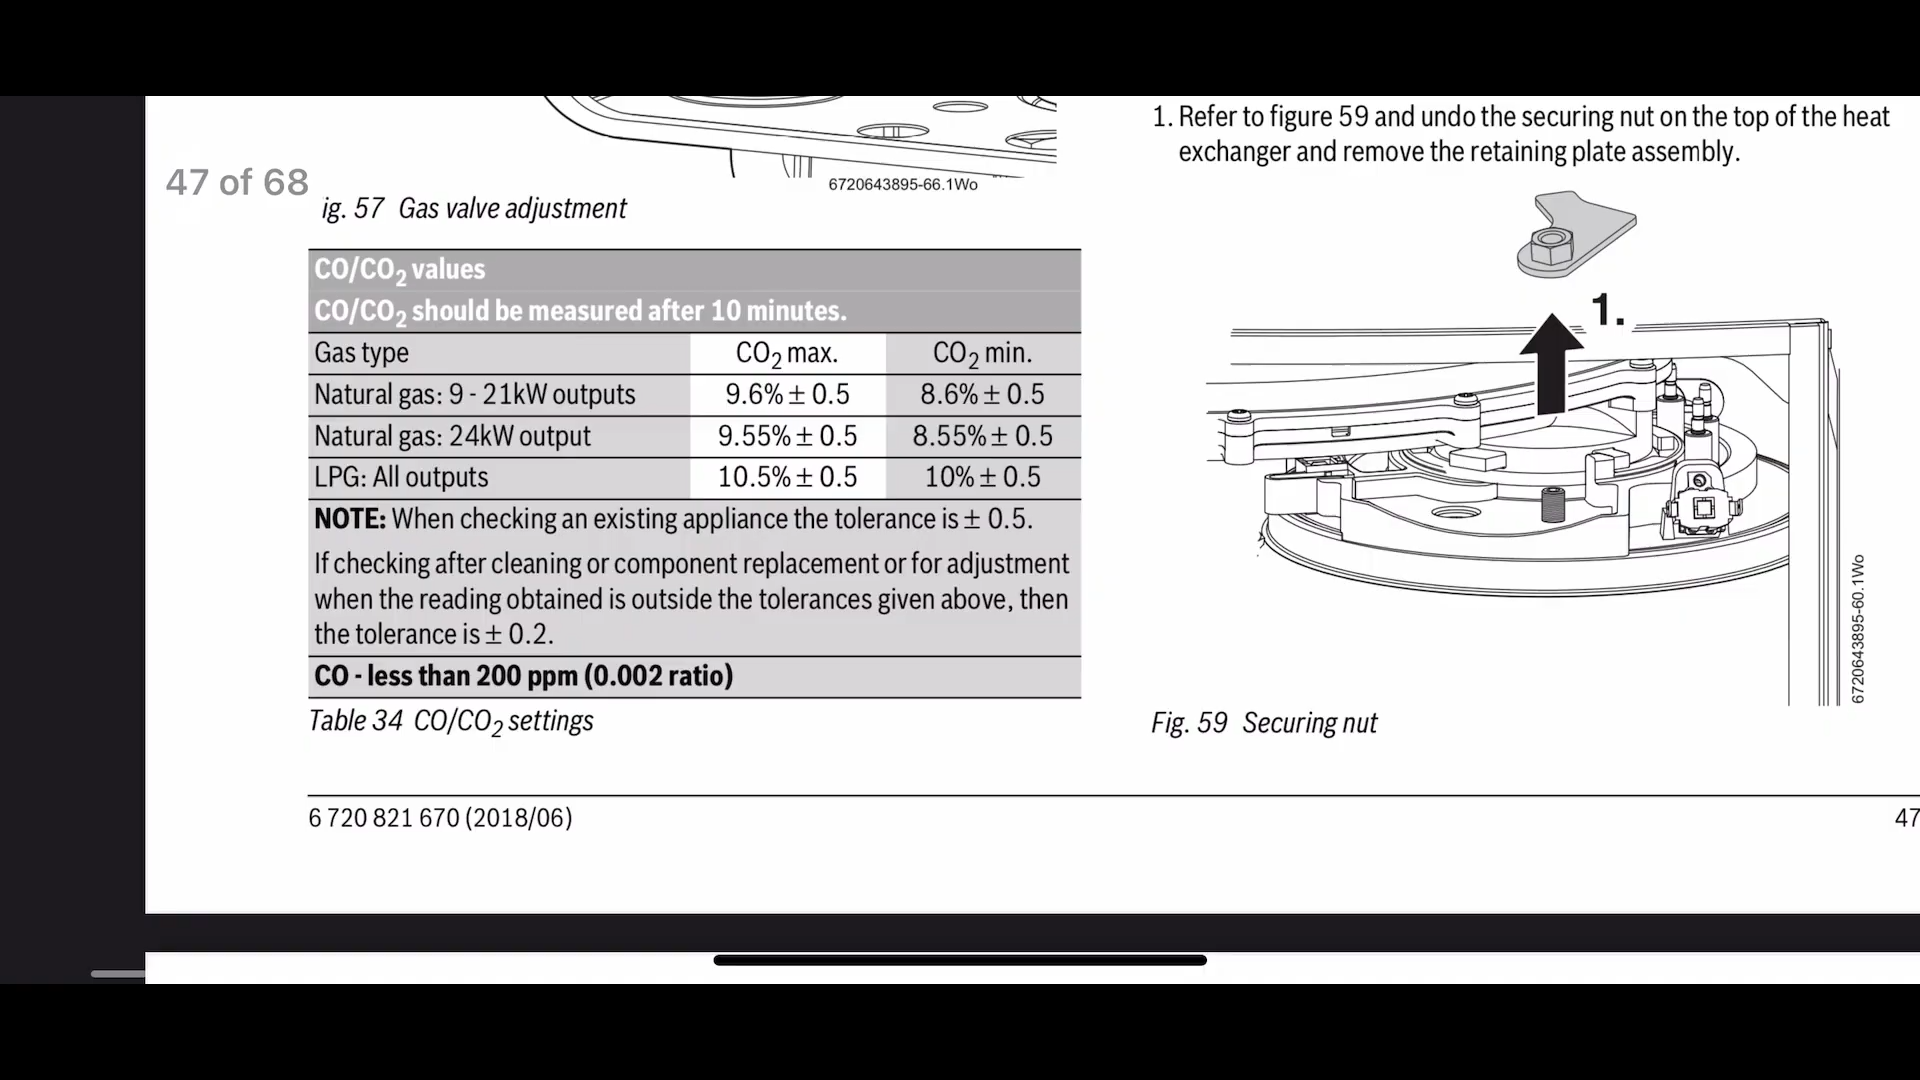 47 of 68
6720643895-66.1Wo
ig. 57 Gas valve adjustment
CO/CO2 values
CO/CO2 should be measured after 10 minutes.
Gas type CO2 max. CO2 min.
Natural gas: 9 - 21kW outputs 9.6% ± 0.5 8.6% ± 0.5
Natural gas: 24kW output 9.55% ± 0.5 8.55% ± 0.5
LPG: All outputs 10.5% ± 0.5 10% ± 0.5
NOTE: When checking an existing appliance the tolerance is ± 0.5.
If checking after cleaning or component replacement or for adjustment
when the reading obtained is outside the tolerances given above, then
the tolerance is ± 0.2.
CO - less than 200 ppm (0.002 ratio)
Table 34 CO/CO2 settings
1. Refer to figure 59 and undo the securing nut on the top of the heat
exchanger and remove the retaining plate assembly.
1.
6720643895-60.1Wo
Fig. 59 Securing nut
6 720 821 670 (2018/06)
47